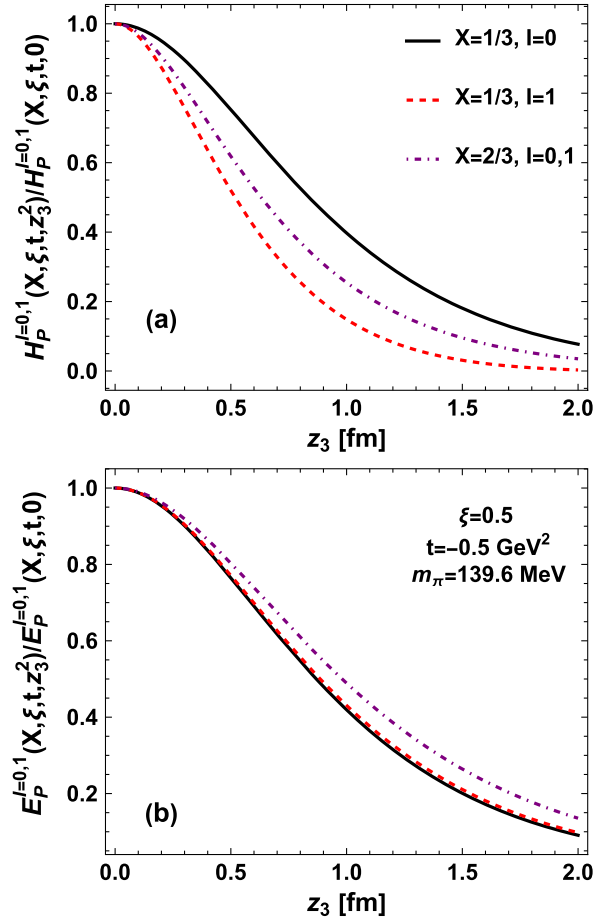 1.0
0.8
0.6
0.4
0.2
0.0
H_P^{I=0,1}(X,ξ,t,z_3^2)/H_P^{I=0,1}(X,ξ,t,0)
X=1/3, I=0
X=1/3, I=1
X=2/3, I=0,1
(a)
0.0 0.5 1.0 1.5 2.0
z_3 [fm]
1.0
0.8
0.6
0.4
0.2
E_P^{I=0,1}(X,ξ,t,z_3^2)/E_P^{I=0,1}(X,ξ,t,0)
ξ=0.5
t=−0.5 GeV^2
m_π=139.6 MeV
(b)
0.0 0.5 1.0 1.5 2.0
z_3 [fm]